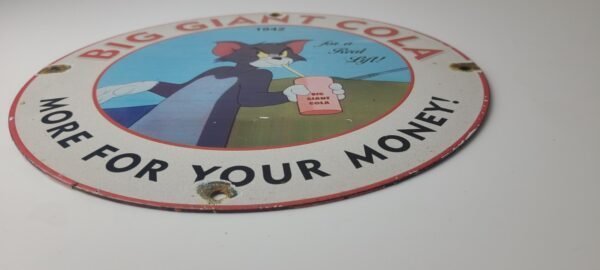 BIG GIANT COLA
1942
for a
Real
Lift!
BIG
GIANT
COLA
MORE FOR YOUR MONEY!